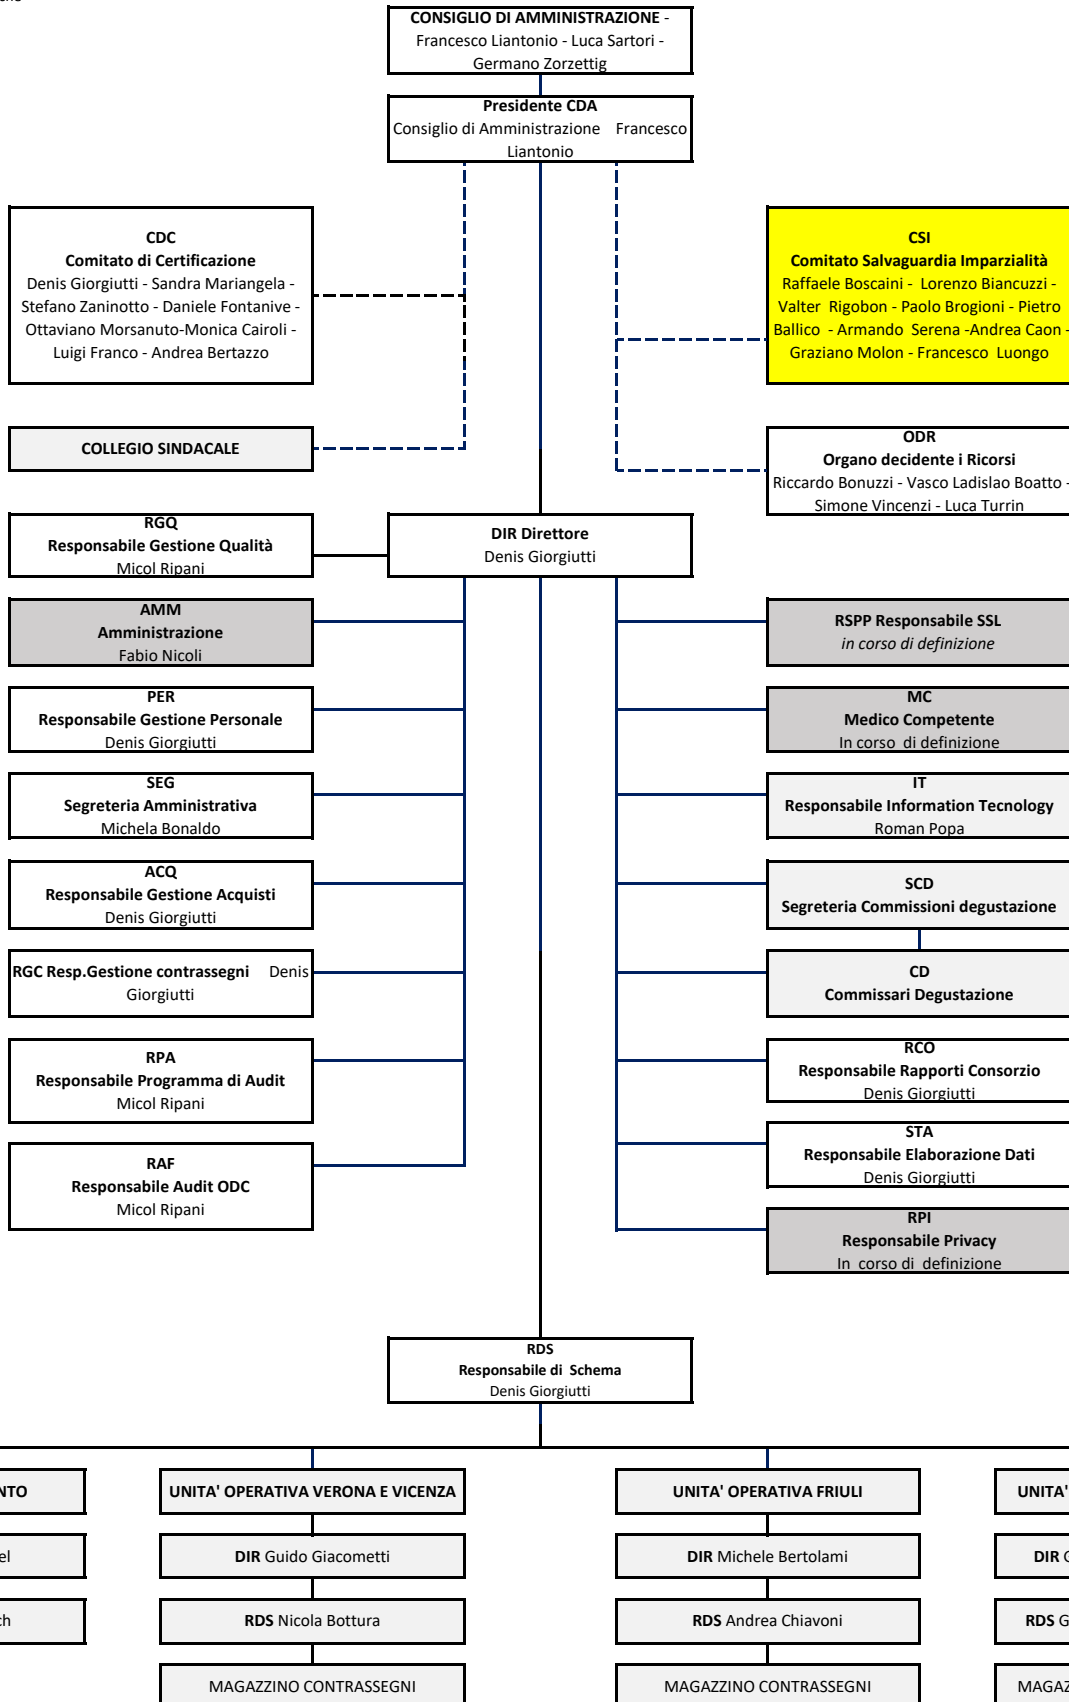 CONSIGLIO DI AMMINISTRAZIONE -
Francesco Liantonio - Luca Sartori -
Germano Zorzettig
Presidente CDA
Consiglio di Amministrazione Francesco
Liantonio
CDC
Comitato di Certificazione
Denis Giorgiutti - Sandra Mariangela -
Stefano Zaninotto - Daniele Fontanive -
Ottaviano Morsanuto-Monica Cairoli -
Luigi Franco - Andrea Bertazzo
CSI
Comitato Salvaguardia Imparzialità
Raffaele Boscaini - Lorenzo Biancuzzi -
Valter Rigobon - Paolo Brogioni - Pietro
Ballico - Armando Serena -Andrea Caon -
Graziano Molon - Francesco Luongo
COLLEGIO SINDACALE
ODR
Organo decidente i Ricorsi
Riccardo Bonuzzi - Vasco Ladislao Boatto -
Simone Vincenzi - Luca Turrin
RGQ
Responsabile Gestione Qualità
Micol Ripani
DIR Direttore
Denis Giorgiutti
AMM
Amministrazione
Fabio Nicoli
RSPP Responsabile SSL
in corso di definizione
PER
Responsabile Gestione Personale
Denis Giorgiutti
MC
Medico Competente
In corso di definizione
SEG
Segreteria Amministrativa
Michela Bonaldo
IT
Responsabile Information Tecnology
Roman Popa
ACQ
Responsabile Gestione Acquisti
Denis Giorgiutti
SCD
Segreteria Commissioni degustazione
RGC Resp.Gestione contrassegni Denis
Giorgiutti
CD
Commissari Degustazione
RPA
Responsabile Programma di Audit
Micol Ripani
RCO
Responsabile Rapporti Consorzio
Denis Giorgiutti
STA
Responsabile Elaborazione Dati
Denis Giorgiutti
RAF
Responsabile Audit ODC
Micol Ripani
RPI
Responsabile Privacy
In corso di definizione
RDS
Responsabile di Schema
Denis Giorgiutti
NTO
UNITA' OPERATIVA VERONA E VICENZA
UNITA' OPERATIVA FRIULI
UNITA'
el
DIR Guido Giacometti
DIR Michele Bertolami
DIR G
ch
RDS Nicola Bottura
RDS Andrea Chiavoni
RDS G
MAGAZZINO CONTRASSEGNI
MAGAZZINO CONTRASSEGNI
MAGAZ